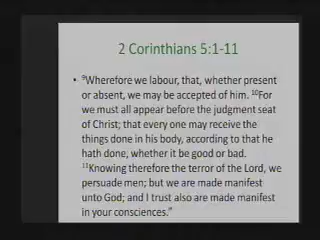 2 Corinthians 5:1-11
• ⁹Wherefore we labour, that, whether present
or absent, we may be accepted of him. ¹⁰For
we must all appear before the judgment seat
of Christ; that every one may receive the
things done in his body, according to that he
hath done, whether it be good or bad.
¹¹Knowing therefore the terror of the Lord, we
persuade men; but we are made manifest
unto God; and I trust also are made manifest
in your consciences.”